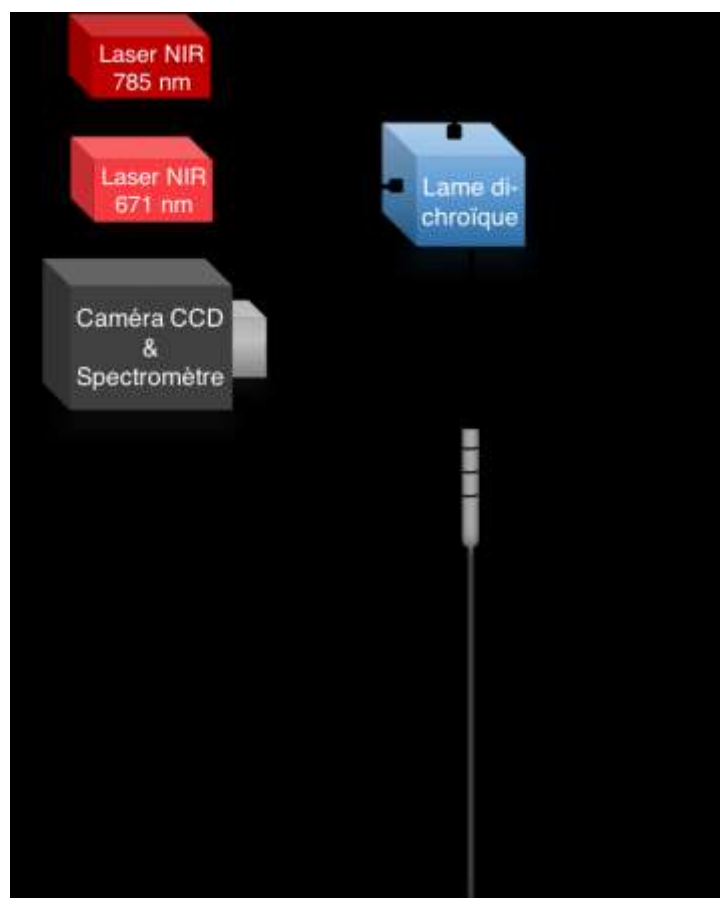 Laser NIR
785 nm
Laser NIR
671 nm
Lame di-
chroïque
Caméra CCD
&
Spectromètre